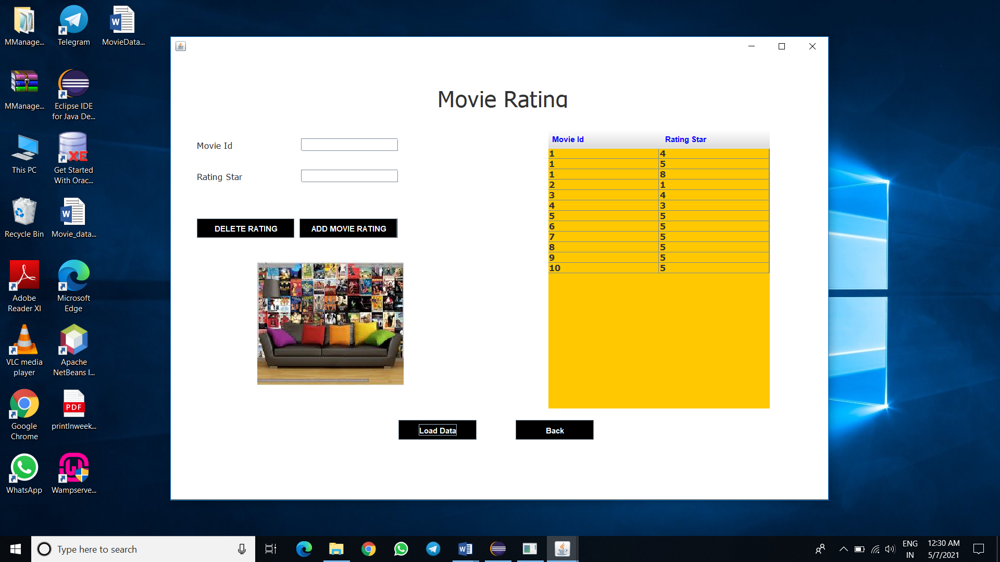 MManage...
Telegram
MovieData...
MManage...
Eclipse IDE
for Java De...
This PC
Get Started
With Orac...
XE
Recycle Bin
Movie_data...
Adobe
Reader XI
Microsoft
Edge
VLC media
player
Apache
NetBeans I...
Google
Chrome
PDF
printlnweek...
WhatsApp
Wampserve...
Movie Rating
Movie Id
Rating Star
DELETE RATING
ADD MOVIE RATING
Movie Id Rating Star
1 4
1 5
1 8
2 1
3 4
4 3
5 5
6 5
7 5
8 5
9 5
10 5
Load Data
Back
Type here to search
ENG
IN
12:30 AM
5/7/2021